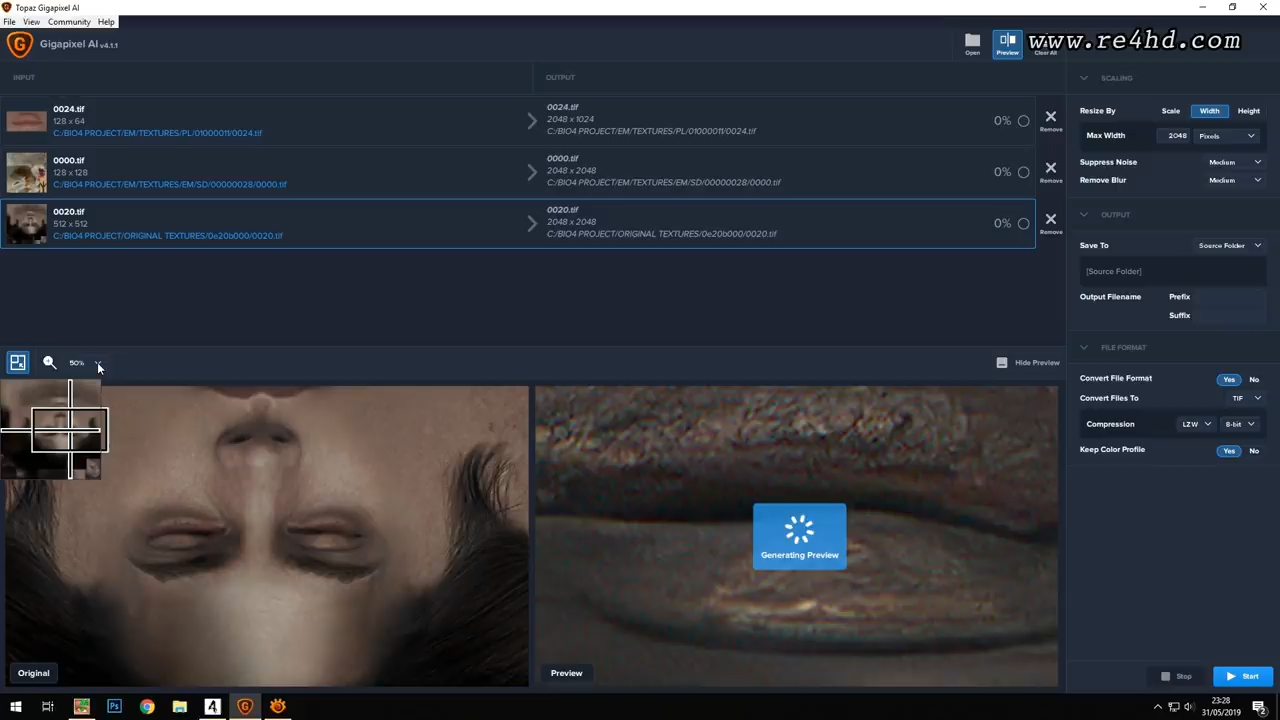 Topaz Gigapixel AI
File View Community Help
Gigapixel AI v4.1.1
Open
Preview
Clear All
www.re4hd.com
INPUT
OUTPUT
0024.tif
128 x 64
C:/BIO4 PROJECT/EM/TEXTURES/PL/01000011/0024.tif
0024.tif
2048 x 1024
C:/BIO4 PROJECT/EM/TEXTURES/PL/01000011/0024.tif
0%
Remove
0000.tif
128 x 128
C:/BIO4 PROJECT/EM/TEXTURES/EM/SD/00000028/0000.tif
0000.tif
2048 x 2048
C:/BIO4 PROJECT/EM/TEXTURES/EM/SD/00000028/0000.tif
0%
Remove
0020.tif
512 x 512
C:/BIO4 PROJECT/ORIGINAL TEXTURES/0e20b000/0020.tif
0020.tif
2048 x 2048
C:/BIO4 PROJECT/ORIGINAL TEXTURES/0e20b000/0020.tif
0%
Remove
50%
Hide Preview
Generating Preview
Original
Preview
SCALING
Resize By Scale Width Height
Max Width 2048 Pixels
Suppress Noise Medium
Remove Blur Medium
OUTPUT
Save To Source Folder
[Source Folder]
Output Filename Prefix
Suffix
FILE FORMAT
Convert File Format Yes No
Convert Files To TIF
Compression LZW 8-bit
Keep Color Profile Yes No
Stop
Start
23:28
31/05/2019